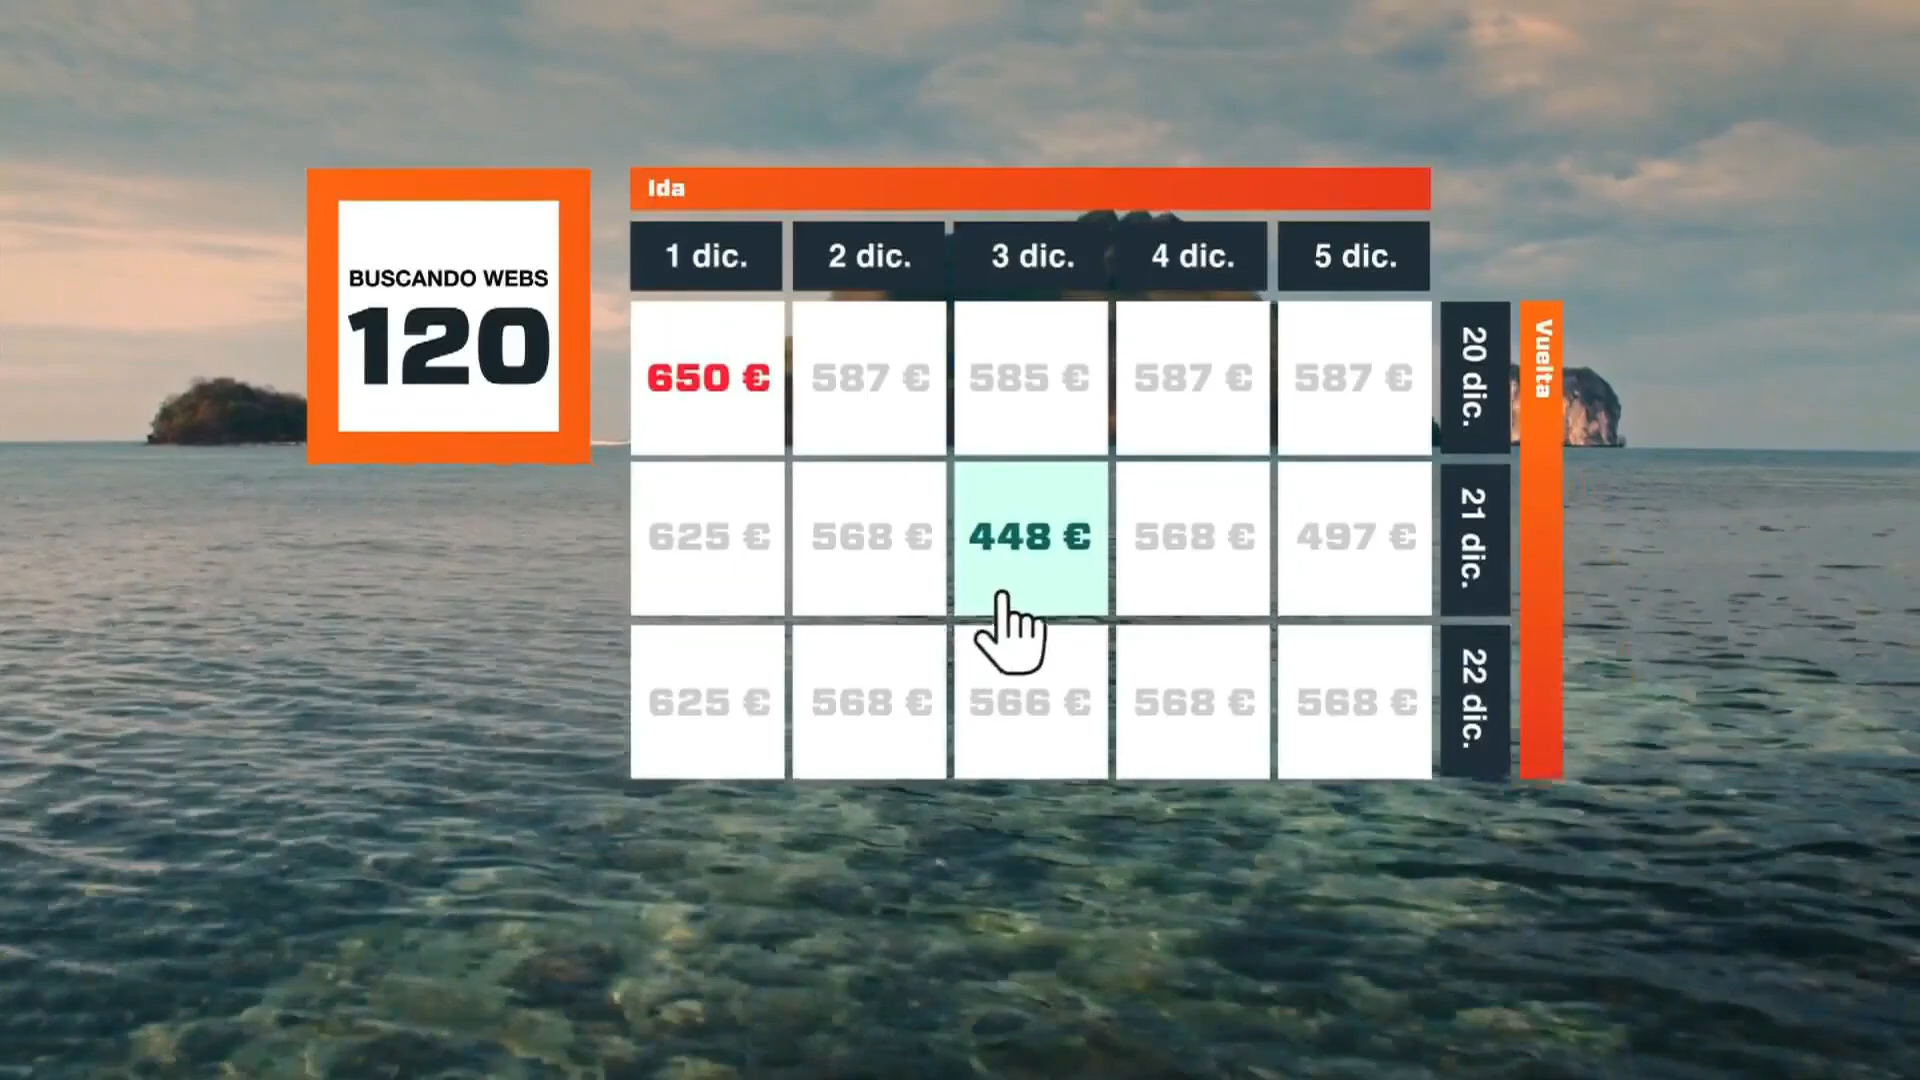 BUSCANDO WEBS
120
Ida
1 dic. 2 dic. 3 dic. 4 dic. 5 dic.
650 € 587 € 585 € 587 € 587 € 20 dic.
Vuelta
625 € 568 € 448 € 568 € 497 € 21 dic.
625 € 568 € 566 € 568 € 568 € 22 dic.